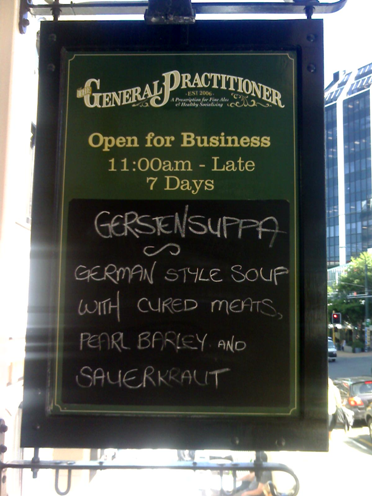 The
GENERAL PRACTITIONER
- EST 2006 -
A Prescription for Fine Ales
& Healthy Socialising
Open for Business
11:00am - Late
7 Days
GERSTENSUPPA
GERMAN STYLE SOUP
WITH CURED MEATS,
PEARL BARLEY AND
SAUERKRAUT